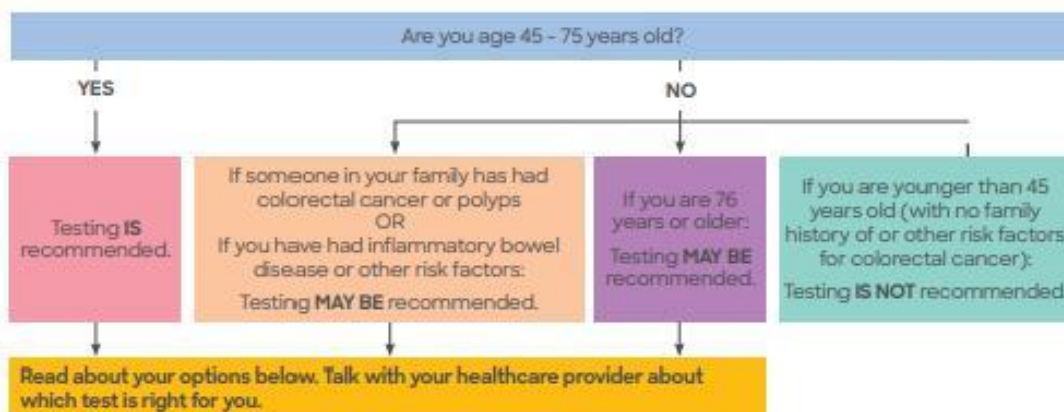 Are you age 45 - 75 years old?
YES
NO
Testing IS
recommended.
If someone in your family has had
colorectal cancer or polyps
OR
If you have had inflammatory bowel
disease or other risk factors:
Testing MAY BE recommended.
If you are 76
years or older:
Testing MAY BE
recommended.
If you are younger than 45
years old (with no family
history of or other risk factors
for colorectal cancer):
Testing IS NOT recommended.
Read about your options below. Talk with your healthcare provider about
which test is right for you.